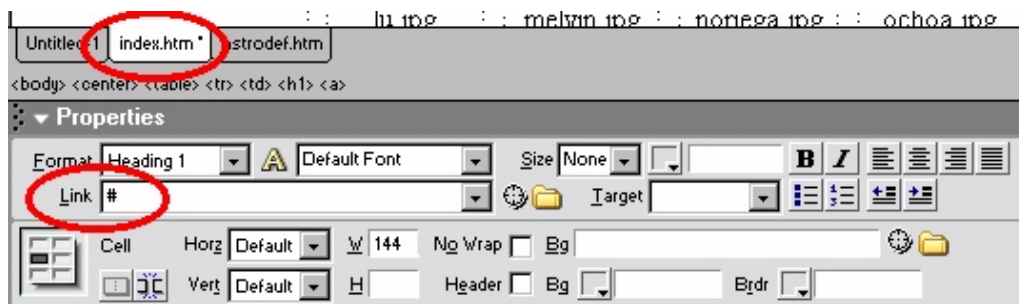 lu.jpg : : melvin.jpg : : noriega.jpg : : ochoa.jpg
Untitled-1 index.htm* astrodef.htm
<body> <center> <table> <tr> <td> <h1> <a>
Properties
Format Heading 1 A Default Font Size None B I
Link # Target
Cell Horz Default W 144 No Wrap Bg
Vert Default H Header Bg Brdr